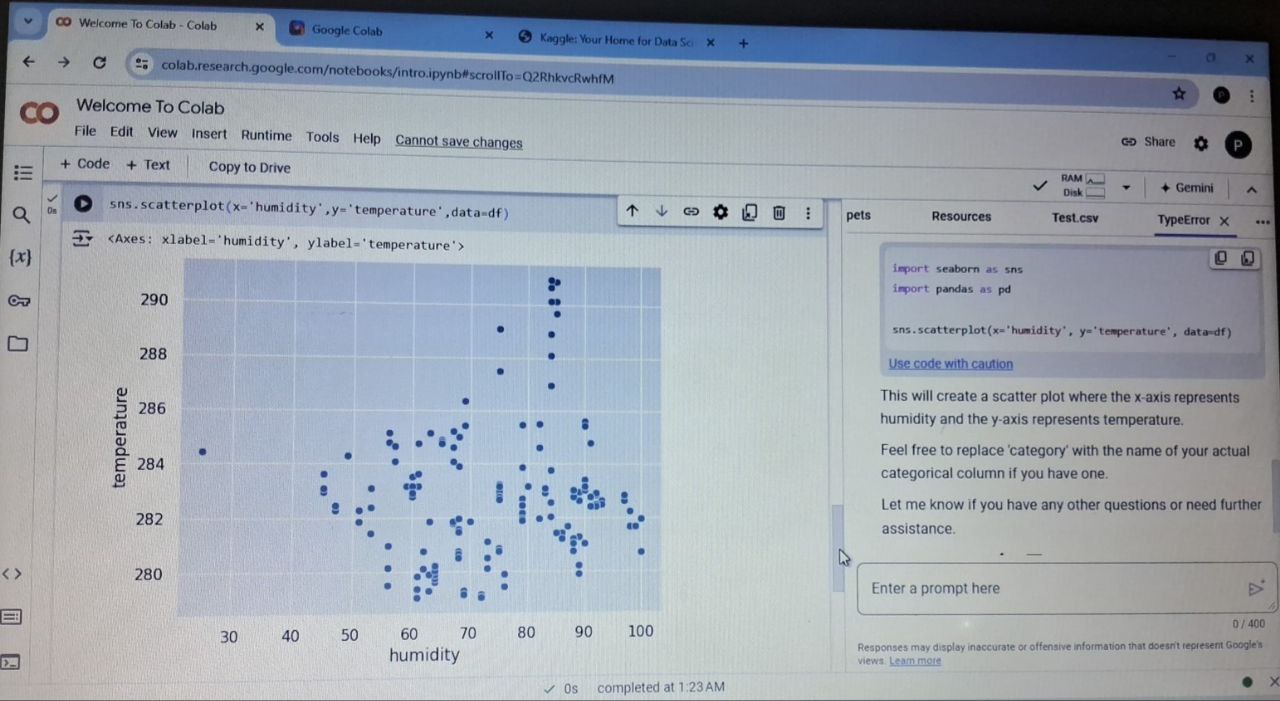 Welcome To Colab - Colab
Google Colab
Kaggle: Your Home for Data Sci
colab.research.google.com/notebooks/intro.ipynb#scrollTo=Q2RhkvcRwhfM
P
CO
Welcome To Colab
File Edit View Insert Runtime Tools Help Cannot save changes
Share
P
+ Code + Text Copy to Drive
RAM
Disk
Gemini
0s
sns.scatterplot(x='humidity',y='temperature',data=df)
<Axes: xlabel='humidity', ylabel='temperature'>
{x}
290
288
286
284
282
280
temperature
30 40 50 60 70 80 90 100
humidity
pets Resources Test.csv TypeError
import seaborn as sns
import pandas as pd
sns.scatterplot(x='humidity', y='temperature', data=df)
Use code with caution
This will create a scatter plot where the x-axis represents
humidity and the y-axis represents temperature.
Feel free to replace 'category' with the name of your actual
categorical column if you have one.
Let me know if you have any other questions or need further
assistance.
Enter a prompt here
0 / 400
Responses may display inaccurate or offensive information that doesn't represent Google's
views. Learn more
0s completed at 1:23 AM